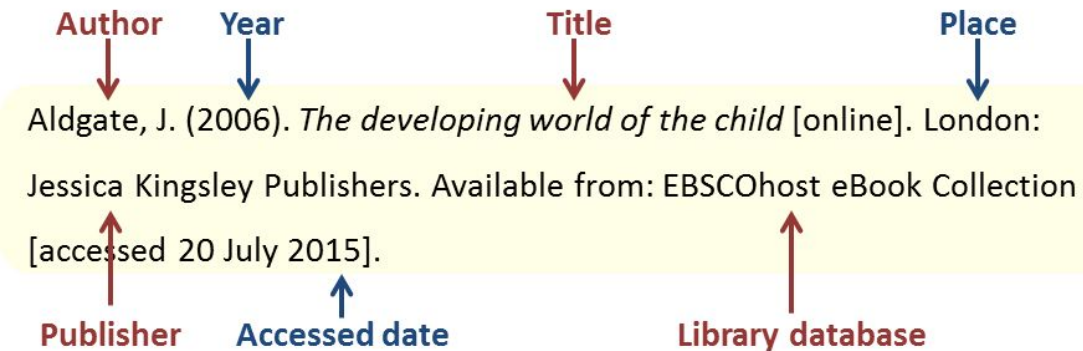 Author Year Title Place
Aldgate, J. (2006). The developing world of the child [online]. London:
Jessica Kingsley Publishers. Available from: EBSCOhost eBook Collection
[accessed 20 July 2015].
Publisher Accessed date Library database